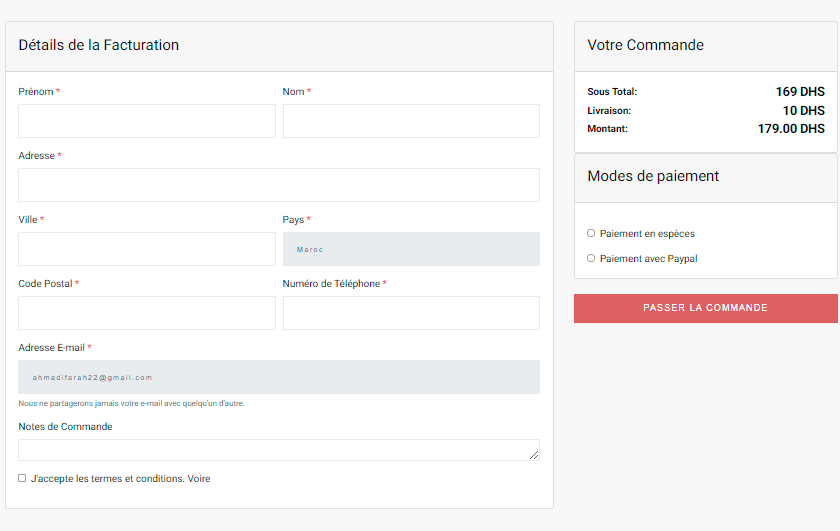 Détails de la Facturation
Prénom *
Nom *
Adresse *
Ville *
Pays *
Maroc
Code Postal *
Numéro de Téléphone *
Adresse E-mail *
ahmadifarah22@gmail.com
Nous ne partagerons jamais votre e-mail avec quelqu'un d'autre.
Notes de Commande
J'accepte les termes et conditions. Voire
Votre Commande
Sous Total: 169 DHS
Livraison: 10 DHS
Montant: 179.00 DHS
Modes de paiement
Paiement en espèces
Paiement avec Paypal
PASSER LA COMMANDE